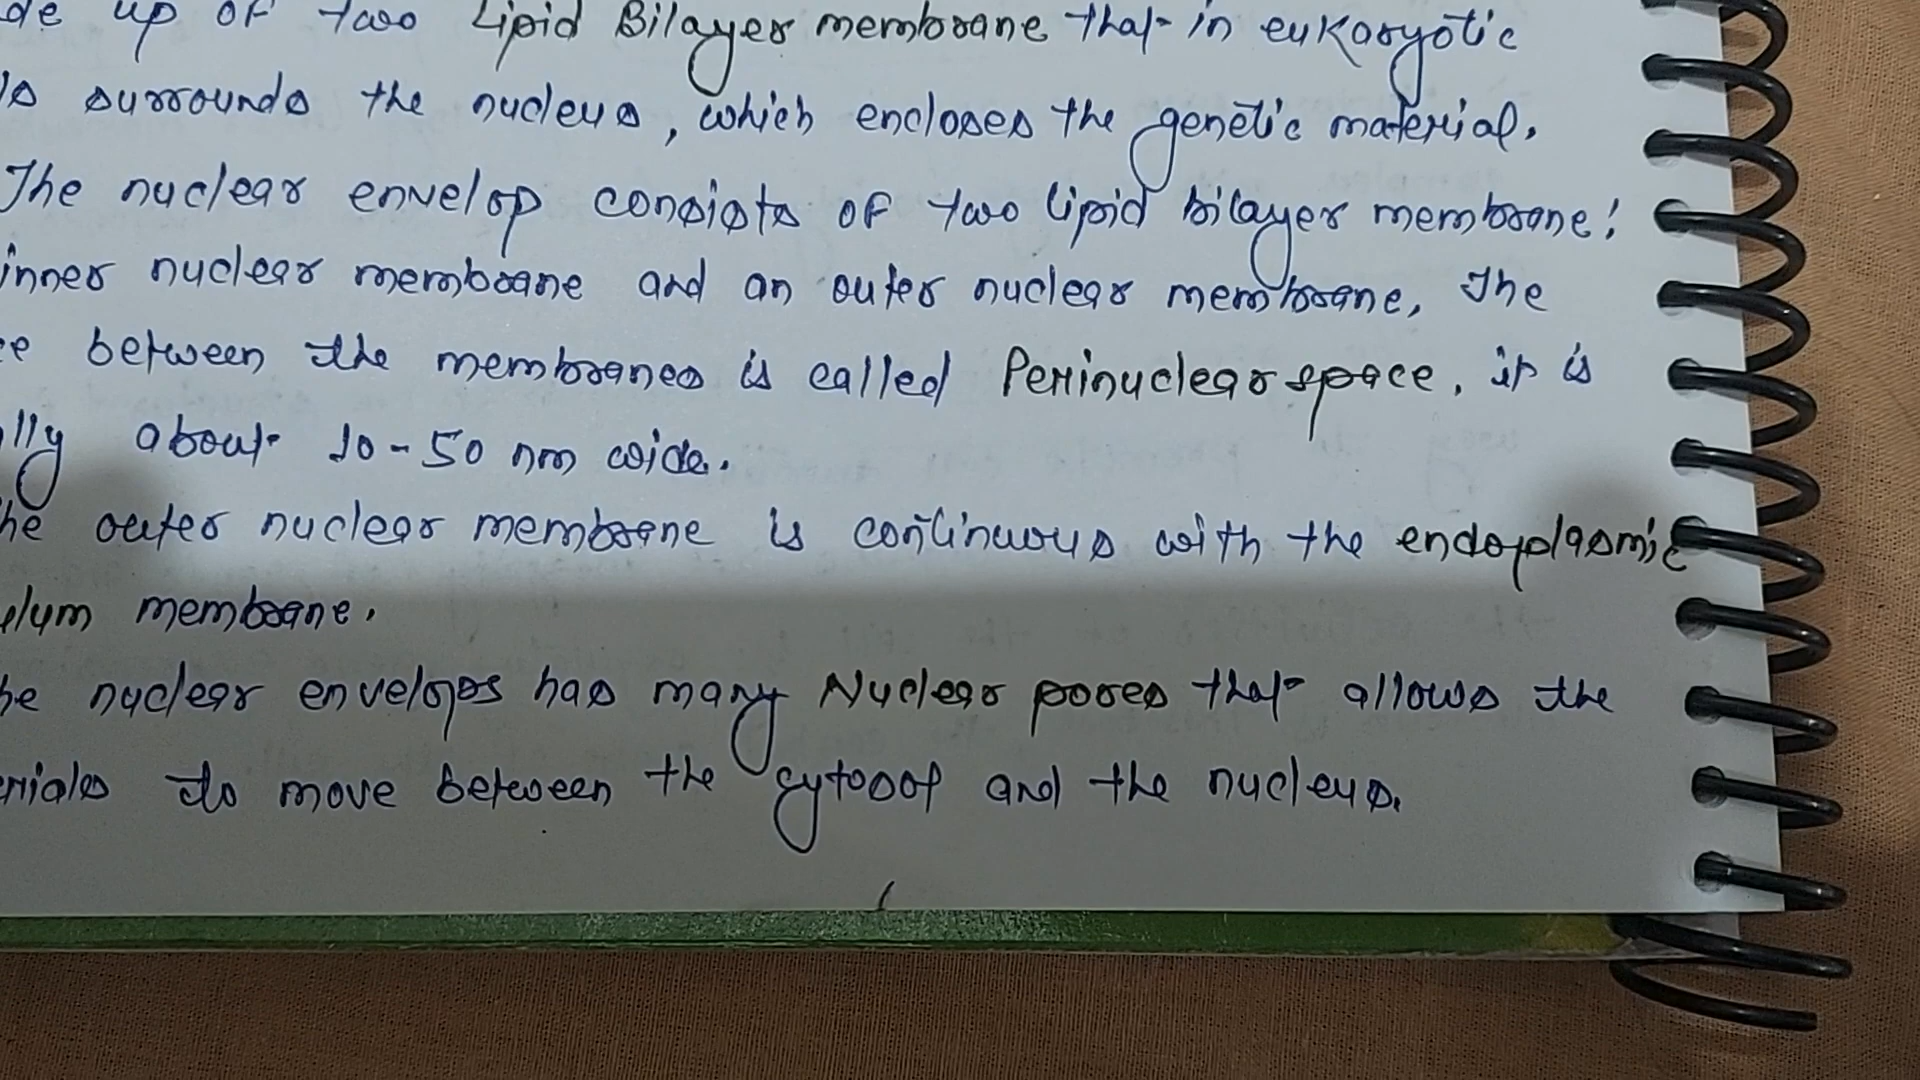 de up of two Lipid Bilayer membrane that in eukaryotic
ls surrounds the nucleus, which encloses the genetic material.
The nuclear envelop consists of two lipid bilayer membrane!
inner nuclear membrane and an outer nuclear membrane, The
ce between the membranes is called Perinuclear space. it is
lly about 10-50 nm wide.
he outer nuclear membrane is continuous with the endoplasmic
ulum membrane.
he nuclear envelops has many Nuclear pores that allows the
erials to move between the cytosol and the nucleus.